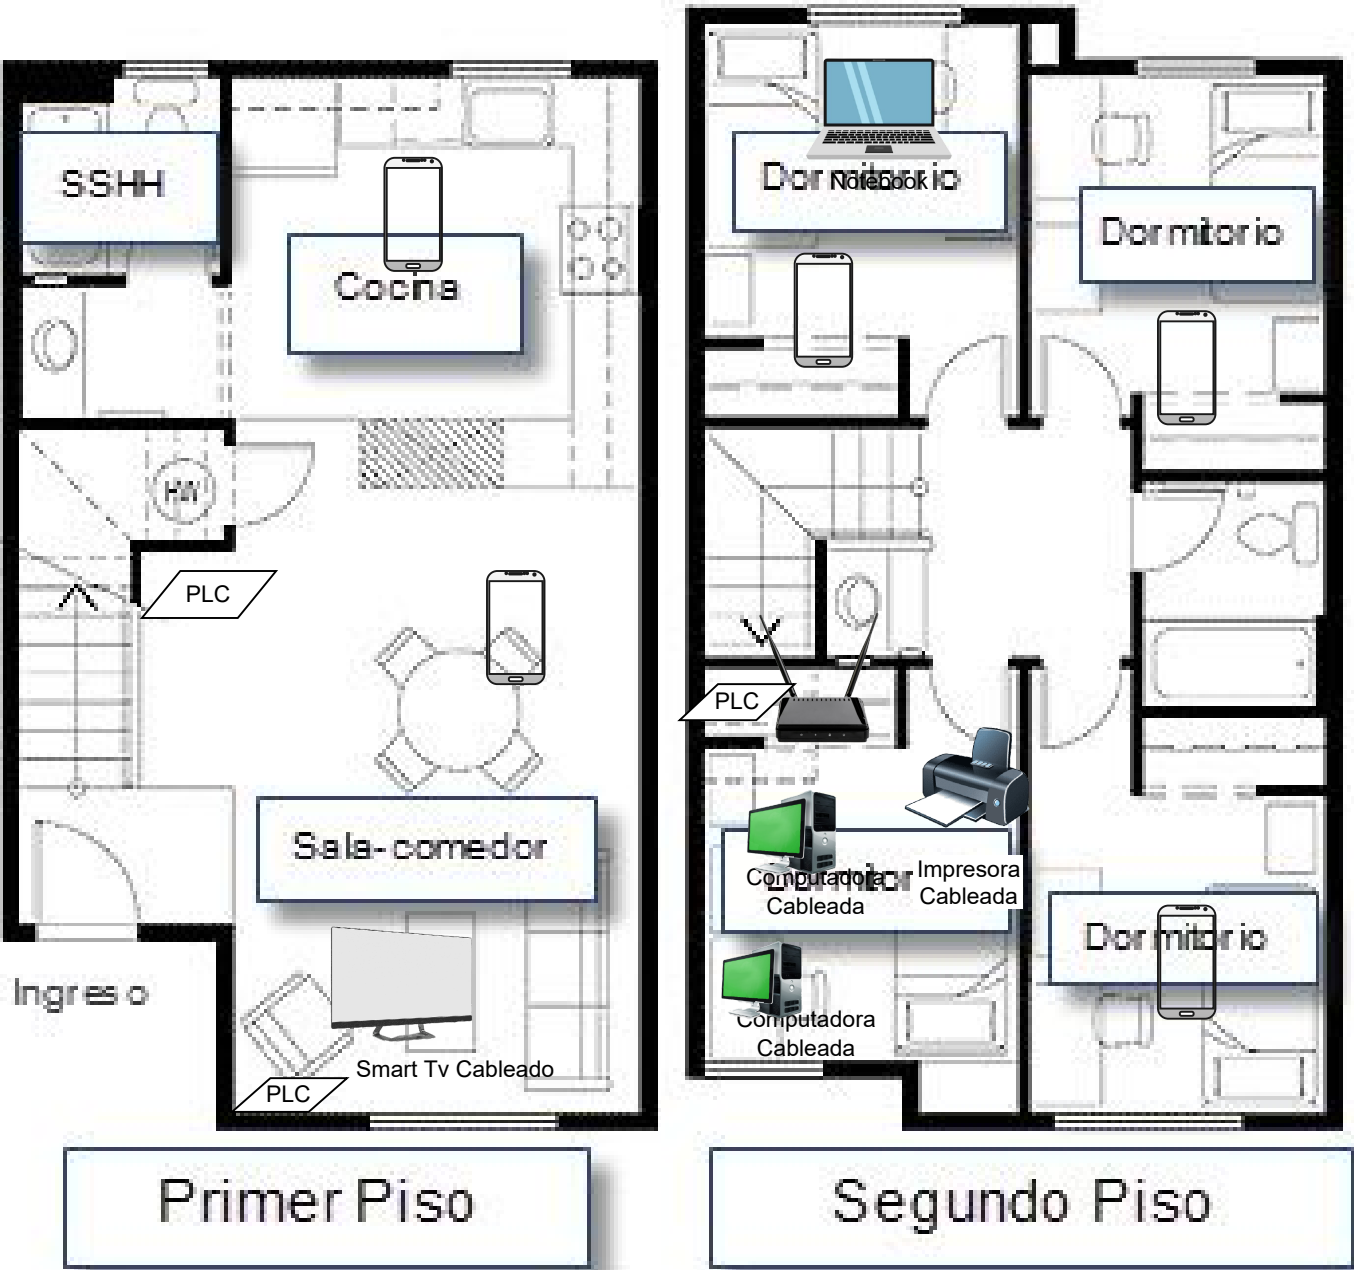 SSHH
Cocina
HW
PLC
Sala-comedor
Ingreso
Smart Tv Cableado
PLC
Primer Piso
Dormitorio
Notebook
Dormitorio
PLC
Computadora
Cableada
Impresora
Cableada
Dormitorio
Computadora
Cableada
Segundo Piso